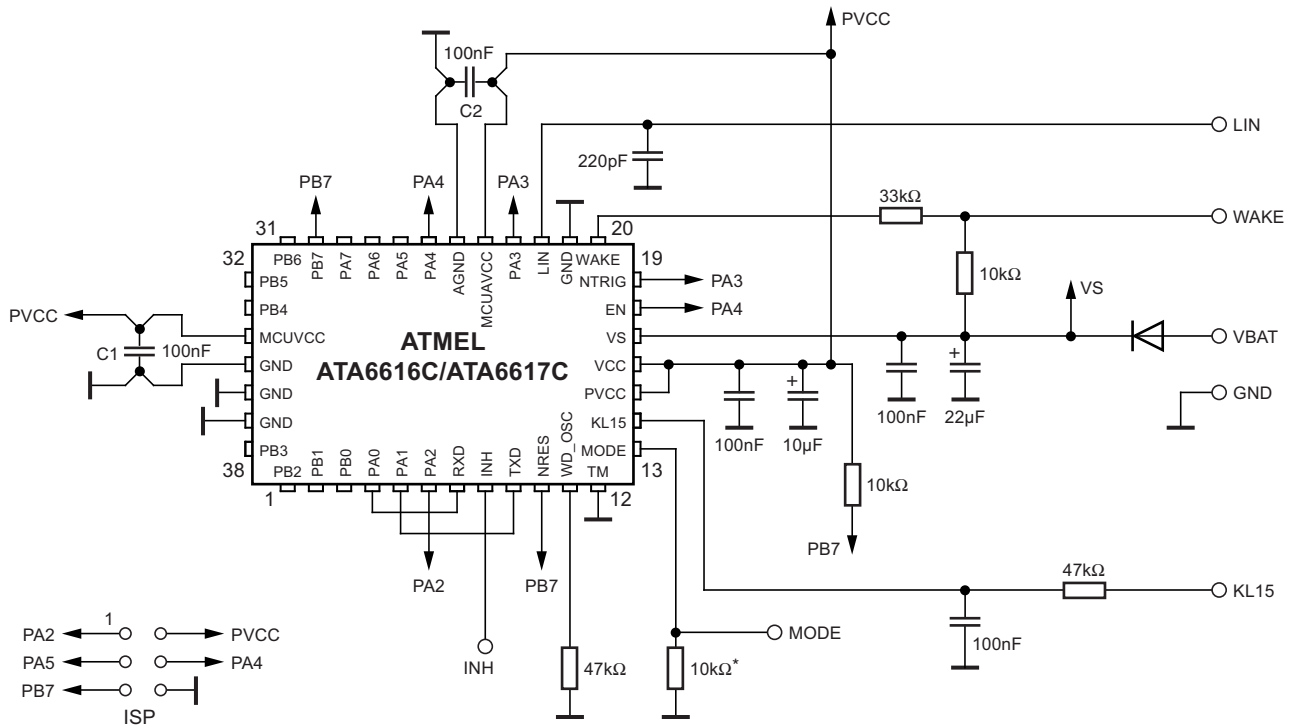 PVCC
100nF
C2
LIN
220pF
PB7
PA4
PA3
33kΩ
WAKE
31
20
32
PB6
PB7
PA7
PA6
PA5
PA4
AGND
MCUAVCC
PA3
LIN
GND
WAKE
19
PB5
NTRIG
PA3
10kΩ
VS
PB4
EN
PA4
PVCC
MCUVCC
ATMEL
ATA6616C/ATA6617C
VS
VBAT
C1
100nF
GND
VCC
+
+
GND
PVCC
100nF
22µF
GND
GND
KL15
100nF
10µF
PB3
MODE
38
PB2
PB1
PB0
PA0
PA1
PA2
RXD
INH
TXD
NRES
WD_OSC
TM
13
1
12
10kΩ
PB7
PA2
PB7
47kΩ
KL15
1
PA2
PVCC
MODE
100nF
PA5
PA4
INH
47kΩ
10kΩ*
PB7
ISP